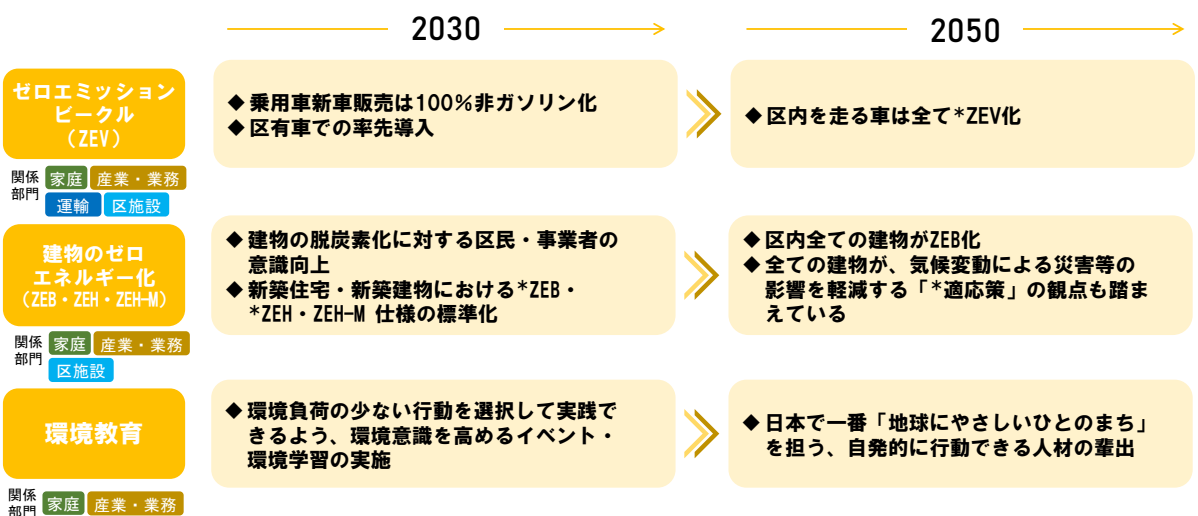 2030
2050
ゼロエミッション
ビークル
（ZEV）
◆ 乗用車新車販売は100％非ガソリン化
◆ 区有車での率先導入
◆ 区内を走る車は全て*ZEV化
関係
部門
家庭
産業・業務
運輸
区施設
建物のゼロ
エネルギー化
（ZEB・ZEH・ZEH-M）
◆ 建物の脱炭素化に対する区民・事業者の
意識向上
◆ 新築住宅・新築建物における*ZEB・
*ZEH・ZEH-M 仕様の標準化
◆ 区内全ての建物がZEB化
◆ 全ての建物が、気候変動による災害等の
影響を軽減する「*適応策」の観点も踏ま
えている
関係
部門
家庭
産業・業務
区施設
環境教育
◆ 環境負荷の少ない行動を選択して実践で
きるよう、環境意識を高めるイベント・
環境学習の実施
◆ 日本で一番「地球にやさしいひとのまち」
を担う、自発的に行動できる人材の輩出
関係
部門
家庭
産業・業務